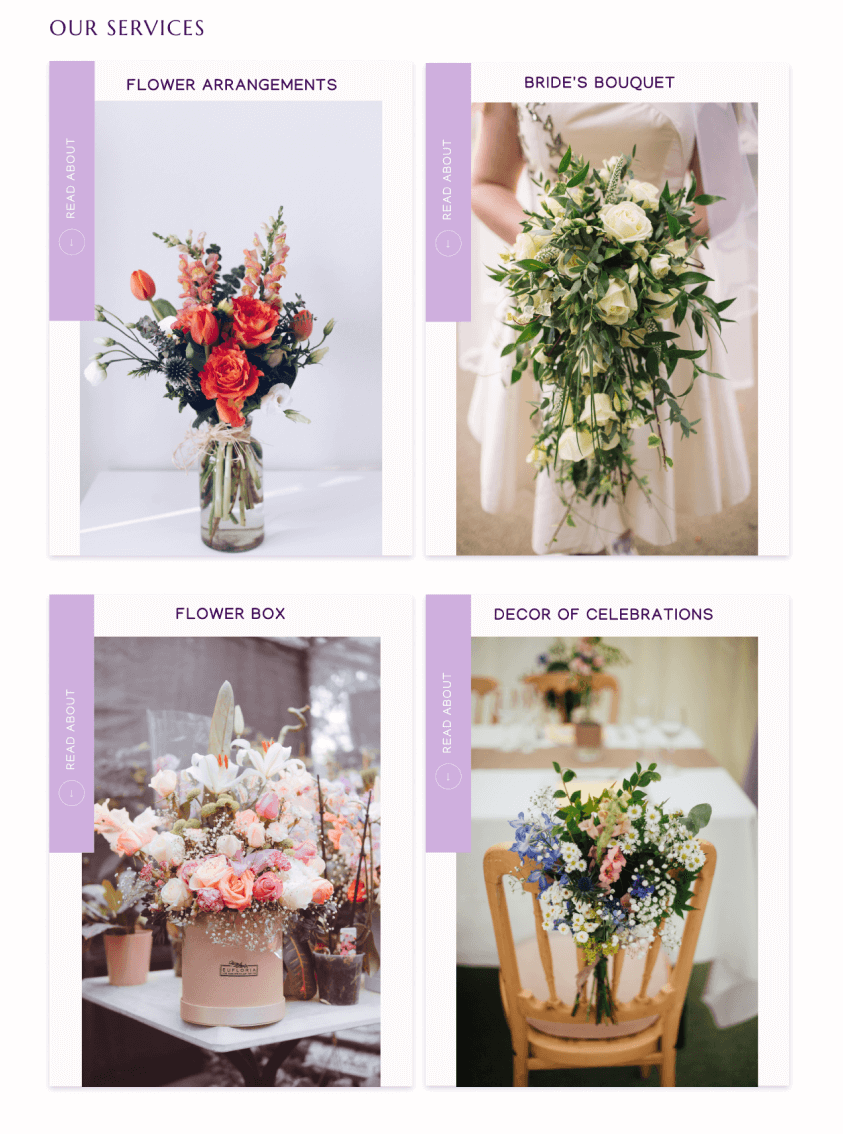 OUR SERVICES
FLOWER ARRANGEMENTS
READ ABOUT
BRIDE'S BOUQUET
READ ABOUT
FLOWER BOX
READ ABOUT
EUFLORIA
DECOR OF CELEBRATIONS
READ ABOUT